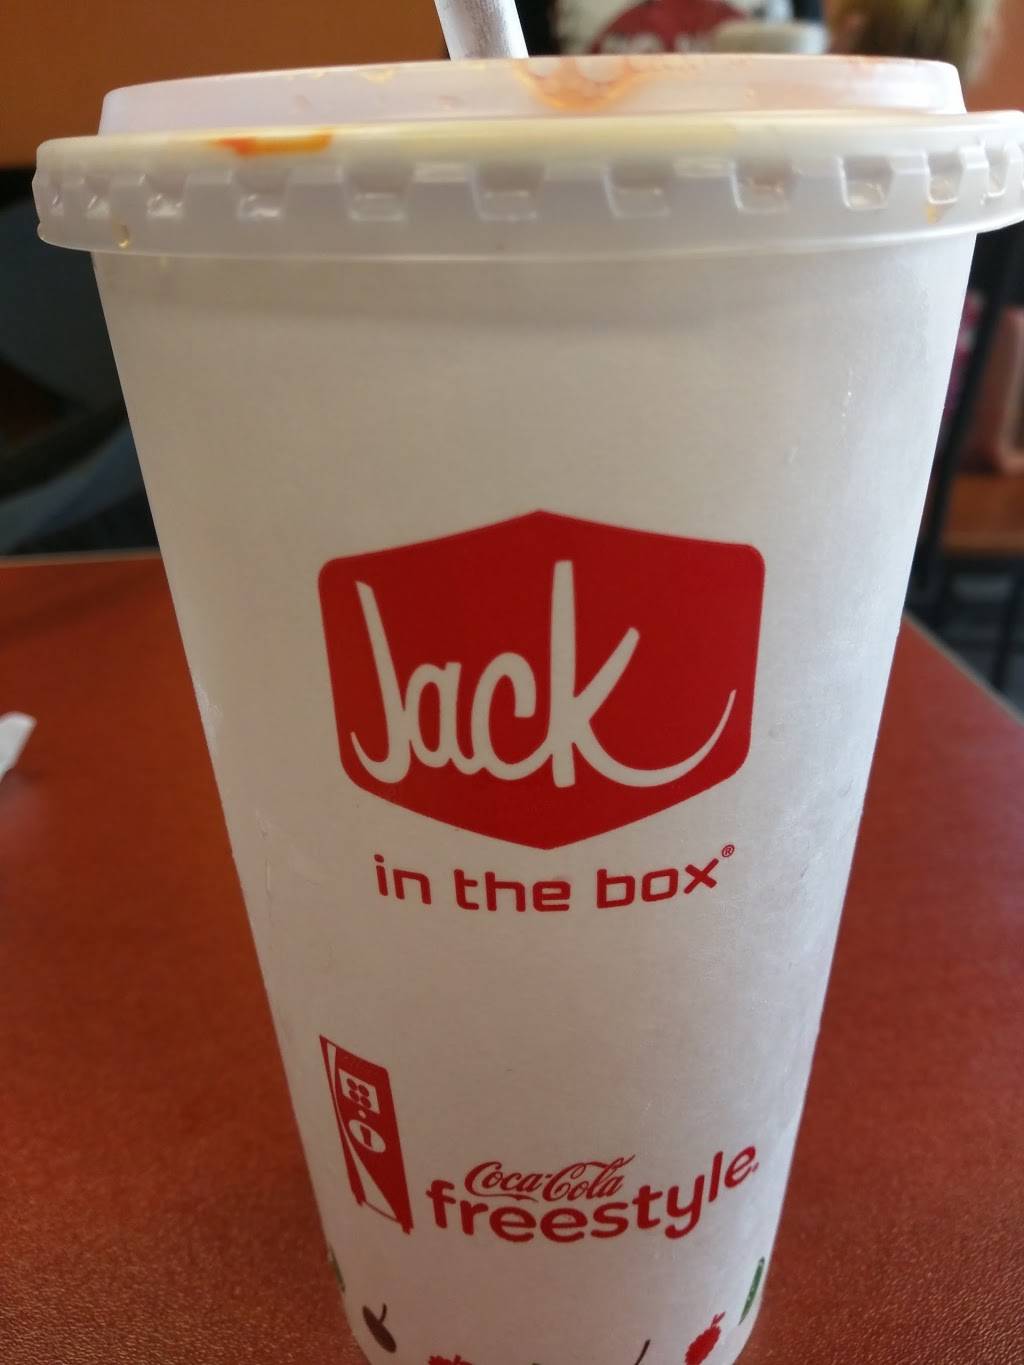 Jack
in the box®
Coca-Cola
freestyle.